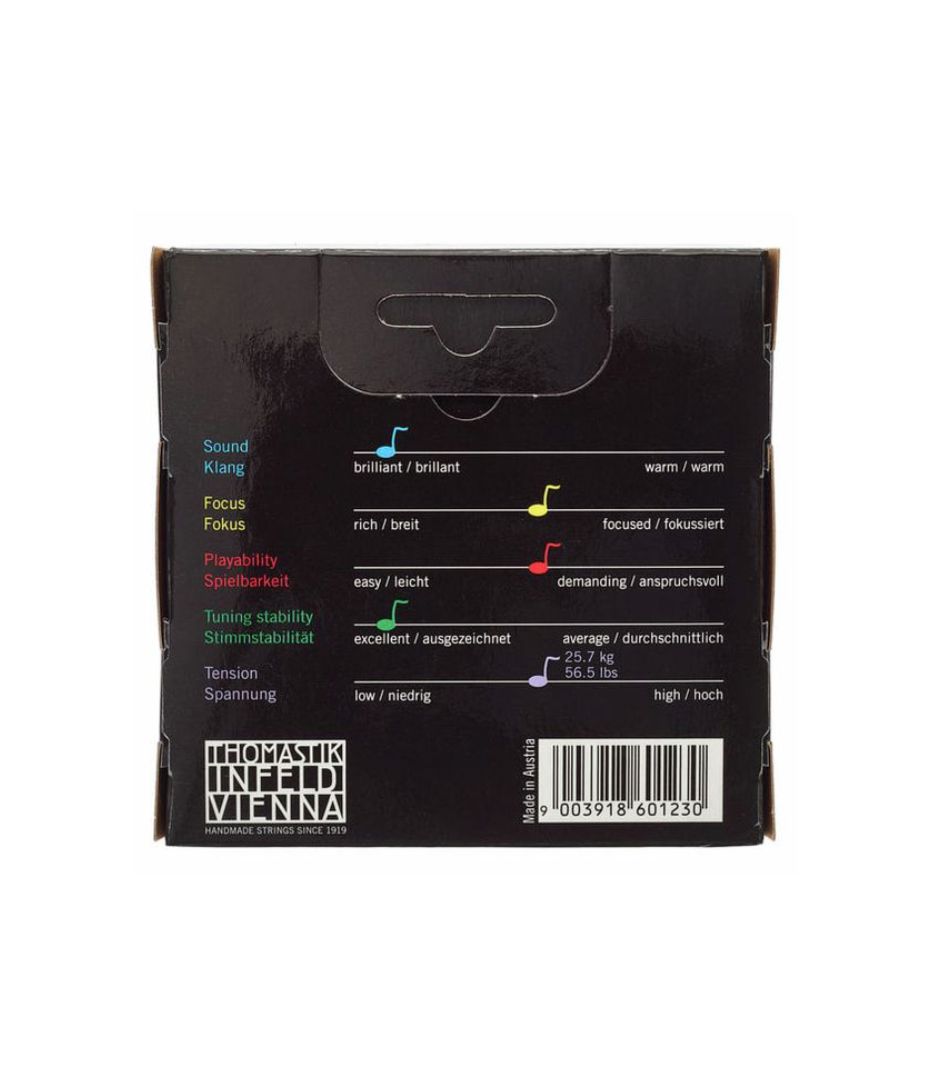 Sound
Klang
brilliant / brillant
warm / warm
Focus
Fokus
rich / breit
focused / fokussiert
Playability
Spielbarkeit
easy / leicht
demanding / anspruchsvoll
Tuning stability
Stimmstabilität
excellent / ausgezeichnet
average / durchschnittlich
Tension
Spannung
25.7 kg
56.5 lbs
low / niedrig
high / hoch
THOMASTIK
INFELD
VIENNA
HANDMADE STRINGS SINCE 1919
Made in Austria
9 003918 601230